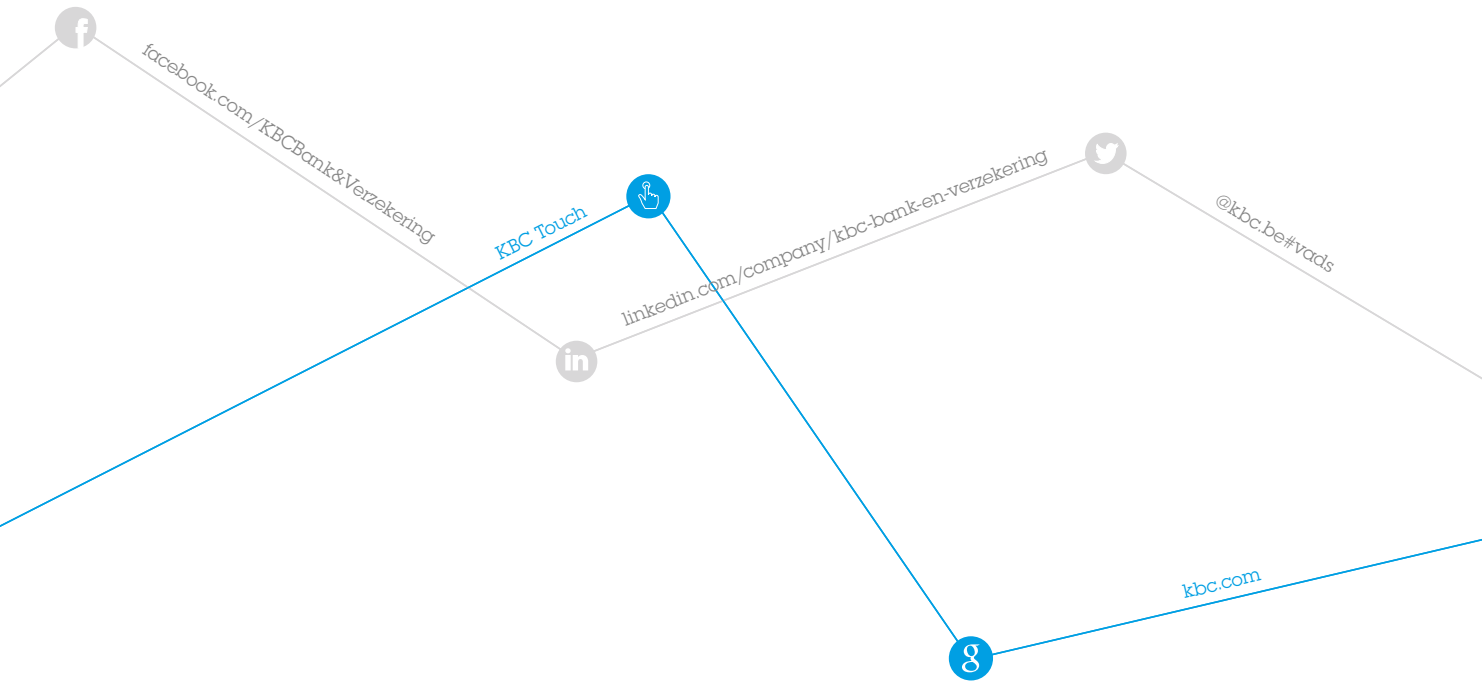 facebook.com/KBCBank&Verzekering
KBC Touch
linkedin.com/company/kbc-bank-en-verzekering
@kbc.be#vads
kbc.com